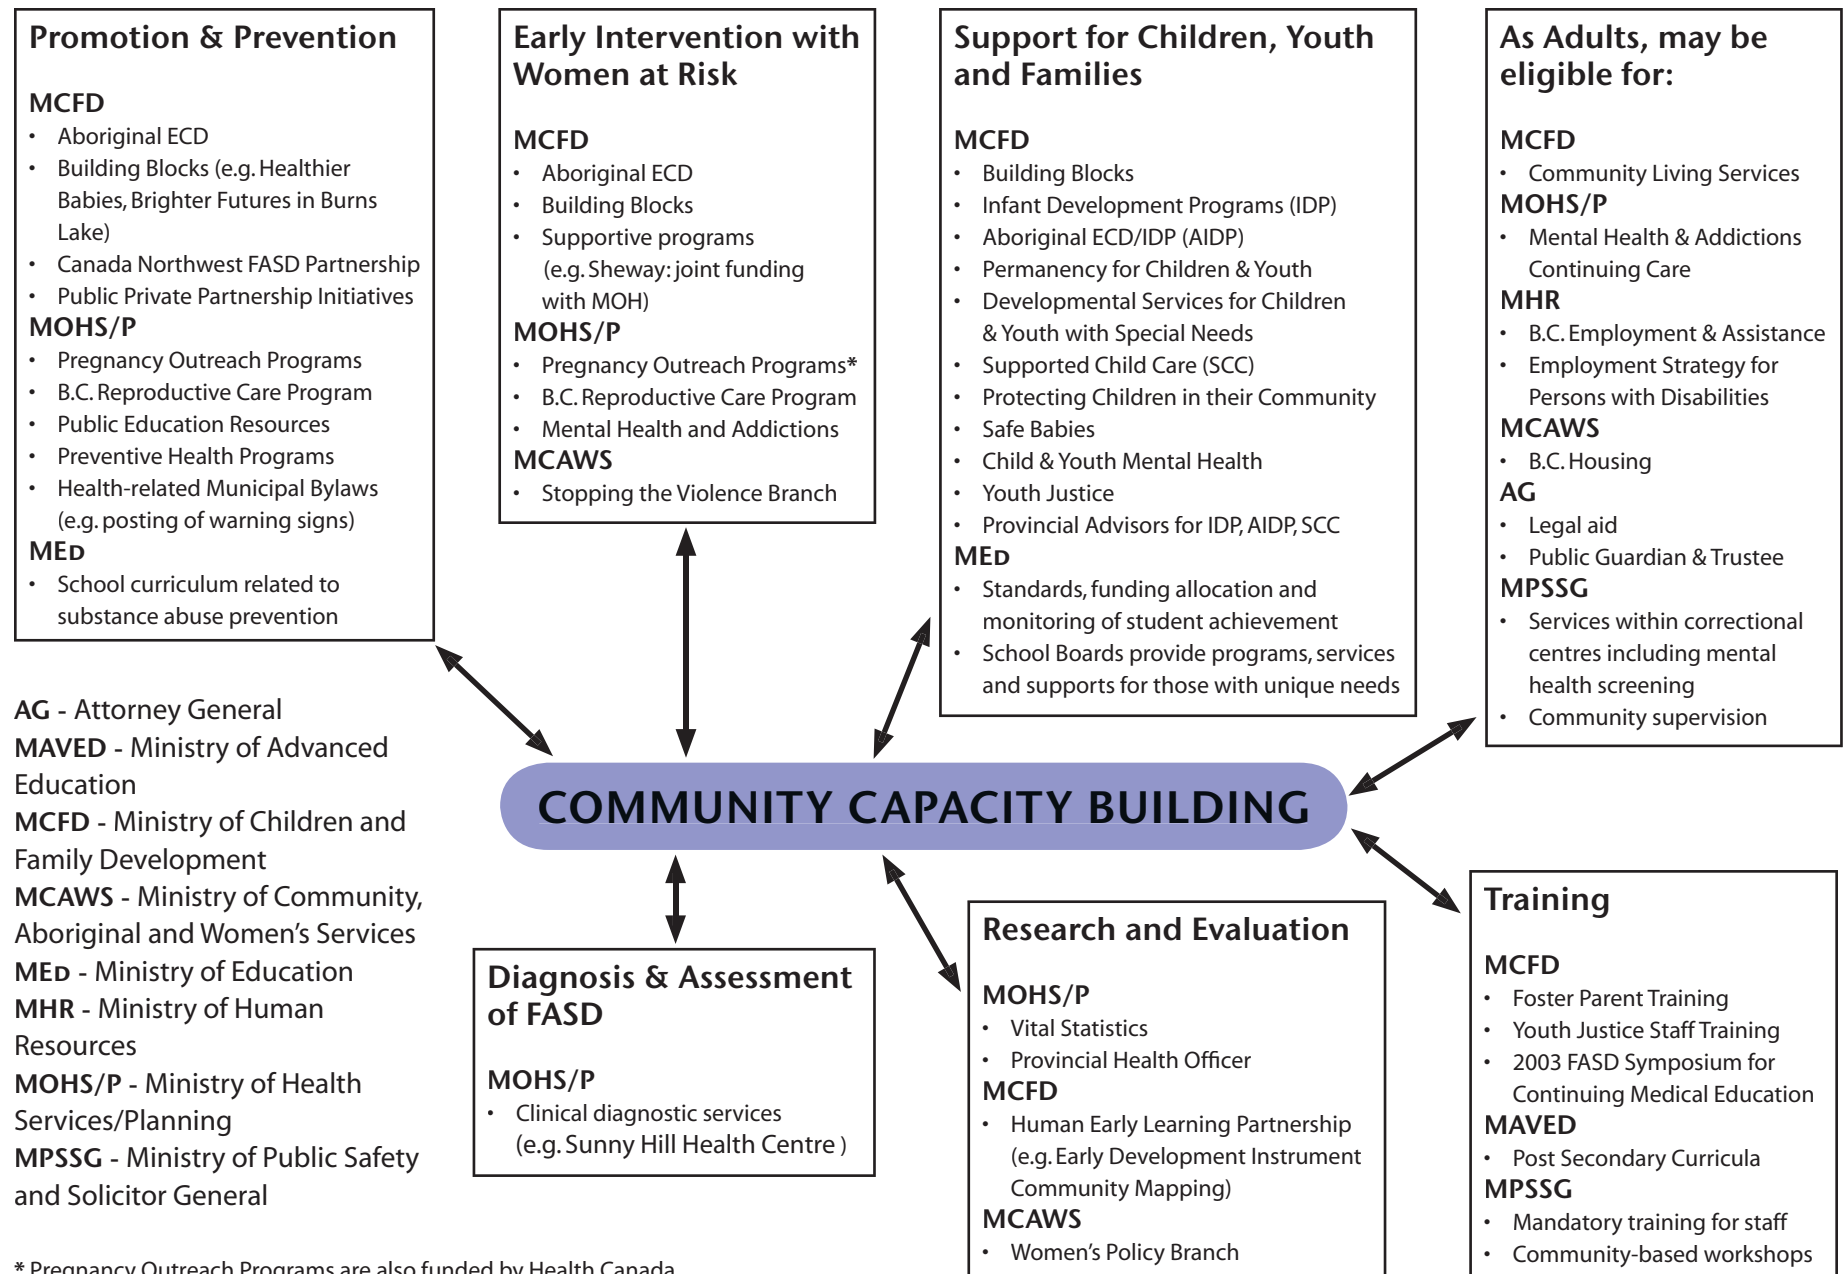 Promotion & Prevention
MCFD
• Aboriginal ECD
• Building Blocks (e.g. Healthier
Babies, Brighter Futures in Burns
Lake)
• Canada Northwest FASD Partnership
• Public Private Partnership Initiatives
MOHS/P
• Pregnancy Outreach Programs
• B.C. Reproductive Care Program
• Public Education Resources
• Preventive Health Programs
• Health-related Municipal Bylaws
(e.g. posting of warning signs)
MED
• School curriculum related to
substance abuse prevention
Early Intervention with
Women at Risk
MCFD
• Aboriginal ECD
• Building Blocks
• Supportive programs
(e.g. Sheway: joint funding
with MOH)
MOHS/P
• Pregnancy Outreach Programs*
• B.C. Reproductive Care Program
• Mental Health and Addictions
MCAWS
• Stopping the Violence Branch
Support for Children, Youth
and Families
MCFD
• Building Blocks
• Infant Development Programs (IDP)
• Aboriginal ECD/IDP (AIDP)
• Permanency for Children & Youth
• Developmental Services for Children
& Youth with Special Needs
• Supported Child Care (SCC)
• Protecting Children in their Community
• Safe Babies
• Child & Youth Mental Health
• Youth Justice
• Provincial Advisors for IDP, AIDP, SCC
MED
• Standards, funding allocation and
monitoring of student achievement
• School Boards provide programs, services
and supports for those with unique needs
As Adults, may be
eligible for:
MCFD
• Community Living Services
MOHS/P
• Mental Health & Addictions
Continuing Care
MHR
• B.C. Employment & Assistance
• Employment Strategy for
Persons with Disabilities
MCAWS
• B.C. Housing
AG
• Legal aid
• Public Guardian & Trustee
MPSSG
• Services within correctional
centres including mental
health screening
• Community supervision
COMMUNITY CAPACITY BUILDING
AG - Attorney General
MAVED - Ministry of Advanced
Education
MCFD - Ministry of Children and
Family Development
MCAWS - Ministry of Community,
Aboriginal and Women's Services
MED - Ministry of Education
MHR - Ministry of Human
Resources
MOHS/P - Ministry of Health
Services/Planning
MPSSG - Ministry of Public Safety
and Solicitor General
Diagnosis & Assessment
of FASD
MOHS/P
• Clinical diagnostic services
(e.g. Sunny Hill Health Centre )
Research and Evaluation
MOHS/P
• Vital Statistics
• Provincial Health Officer
MCFD
• Human Early Learning Partnership
(e.g. Early Development Instrument
Community Mapping)
MCAWS
• Women's Policy Branch
Training
MCFD
• Foster Parent Training
• Youth Justice Staff Training
• 2003 FASD Symposium for
Continuing Medical Education
MAVED
• Post Secondary Curricula
MPSSG
• Mandatory training for staff
• Community-based workshops
* Pregnancy Outreach Programs are also funded by Health Canada